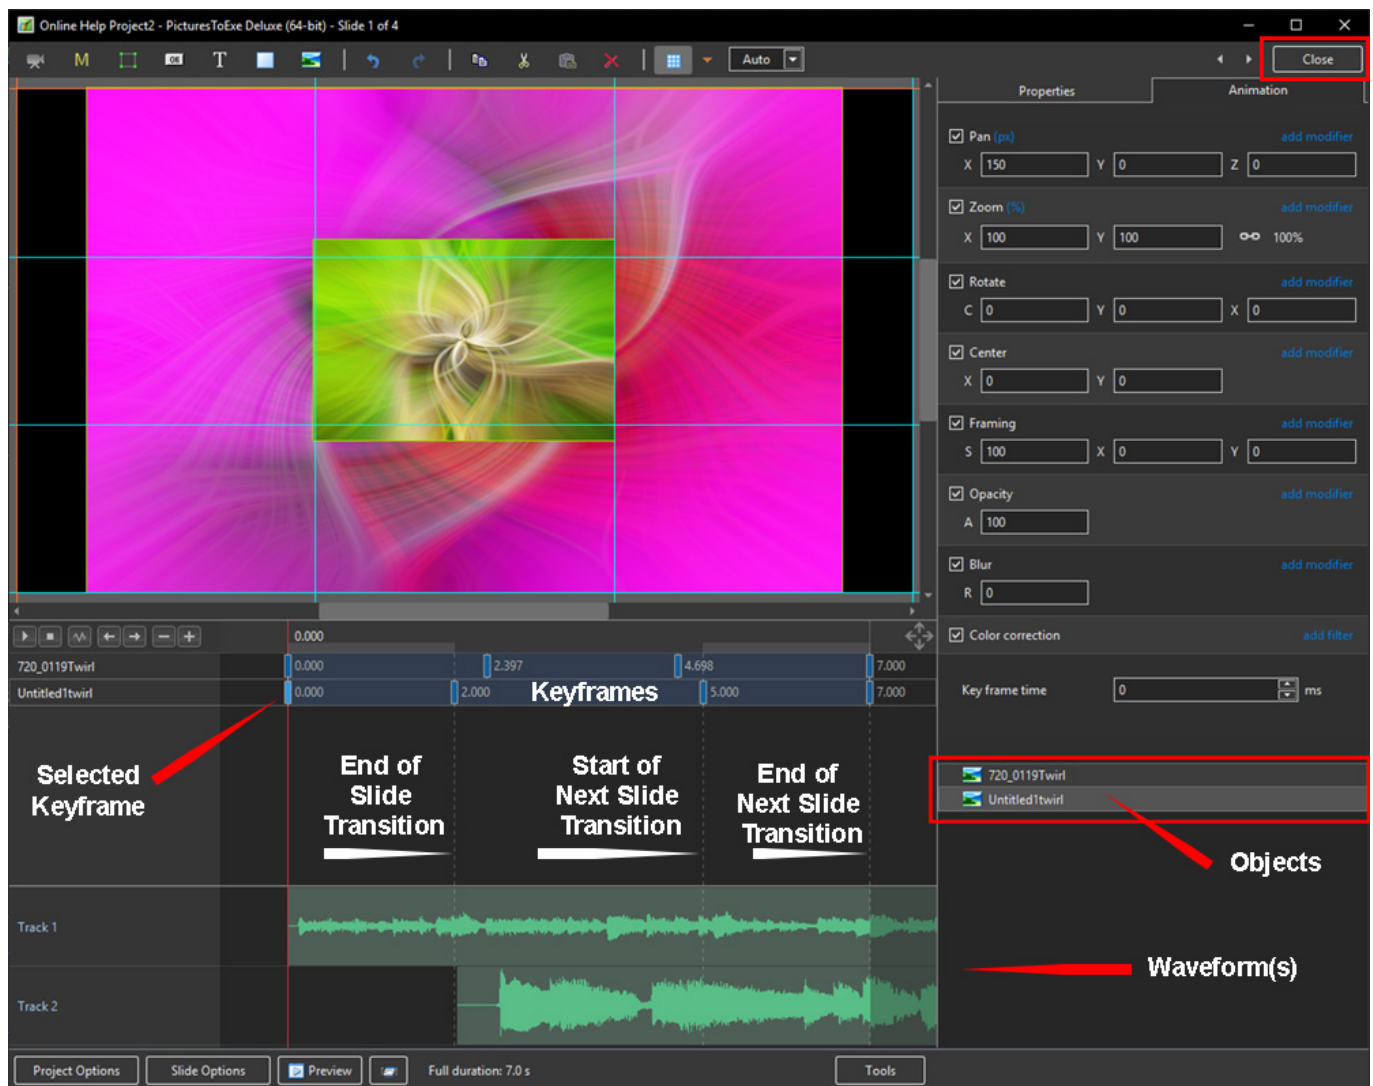 Online Help Project2 - PicturesToExe Deluxe (64-bit) - Slide 1 of 4
M OK T Auto Close
Properties Animation
Pan (px) add modifier
X 150 Y 0 Z 0
Zoom (%) add modifier
X 100 Y 100 100%
Rotate add modifier
C 0 Y 0 X 0
Center add modifier
X 0 Y 0
Framing add modifier
S 100 X 0 Y 0
Opacity add modifier
A 100
Blur add modifier
R 0
Color correction add filter
Key frame time 0 ms
0.000
720_0119Twirl 0.000 2.397 4.698 7.000
Untitled1twirl 0.000 2.000 Keyframes 5.000 7.000
Selected
Keyframe
End of
Slide
Transition
Start of
Next Slide
Transition
End of
Next Slide
Transition
720_0119Twirl
Untitled1twirl
Objects
Track 1
Waveform(s)
Track 2
Project Options Slide Options Preview Full duration: 7.0 s Tools